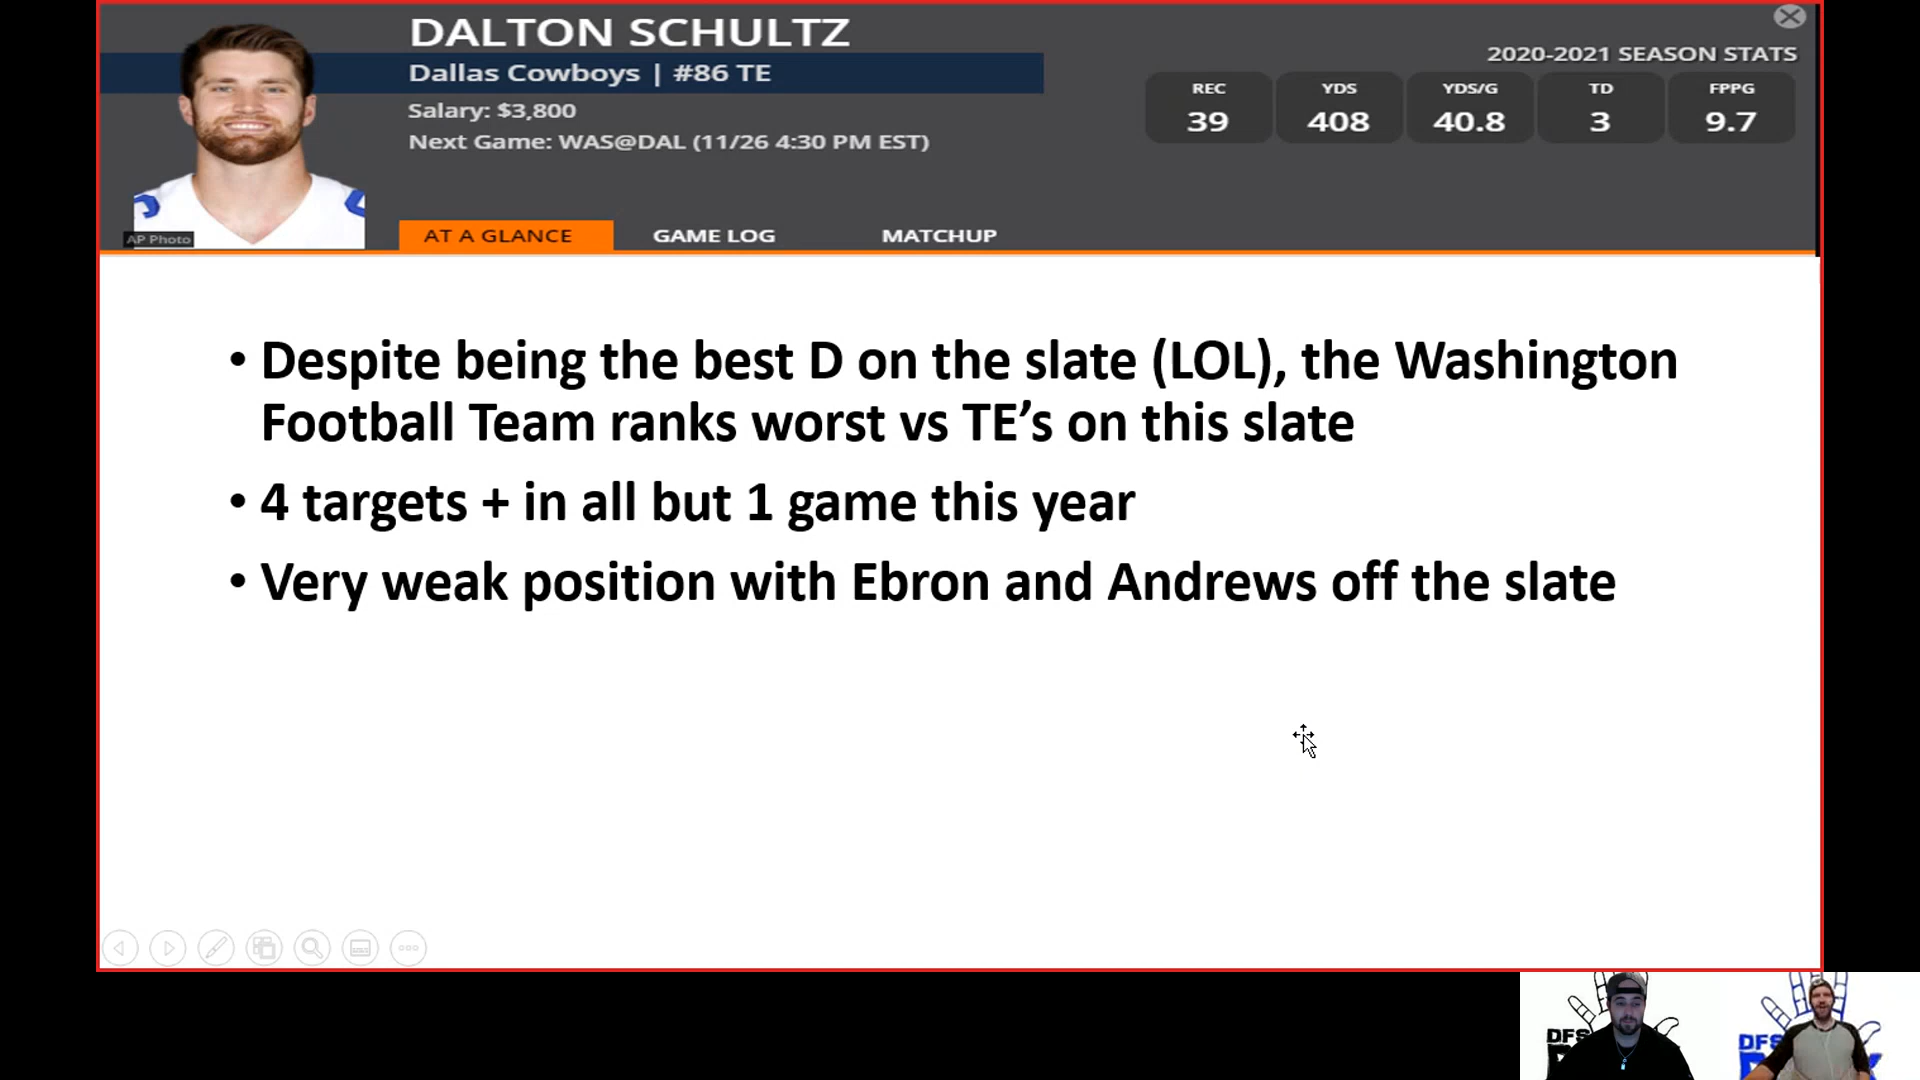 DALTON SCHULTZ
Dallas Cowboys | #86 TE
Salary: $3,800
Next Game: WAS@DAL (11/26 4:30 PM EST)
2020-2021 SEASON STATS
REC YDS YDS/G TD FPPG
39 408 40.8 3 9.7
AP Photo
AT A GLANCE GAME LOG MATCHUP
• Despite being the best D on the slate (LOL), the Washington
Football Team ranks worst vs TE’s on this slate
• 4 targets + in all but 1 game this year
• Very weak position with Ebron and Andrews off the slate
DFS
DFS